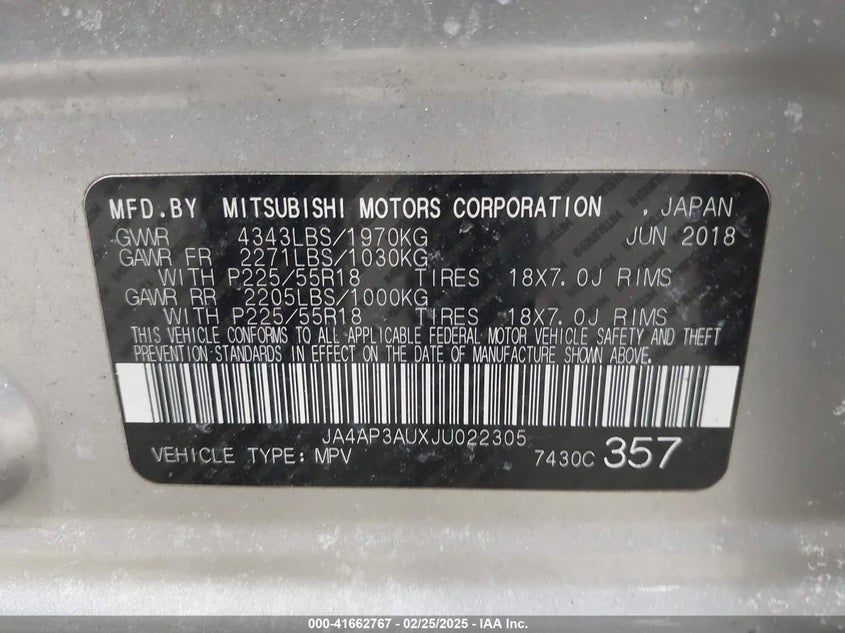 MFD.BY MITSUBISHI MOTORS CORPORATION , JAPAN
GVWR 4343LBS/1970KG JUN 2018
GAWR FR 2271LBS/1030KG
WITH P225/55R18 TIRES 18X7.0J RIMS
GAWR RR 2205LBS/1000KG
WITH P225/55R18 TIRES 18X7.0J RIMS
THIS VEHICLE CONFORMS TO ALL APPLICABLE FEDERAL MOTOR VEHICLE SAFETY AND THEFT
PREVENTION STANDARDS IN EFFECT ON THE DATE OF MANUFACTURE SHOWN ABOVE.
JA4AP3AUXJU022305
VEHICLE TYPE: MPV 7430C 357
000-41662767 - 02/25/2025 - IAA Inc.